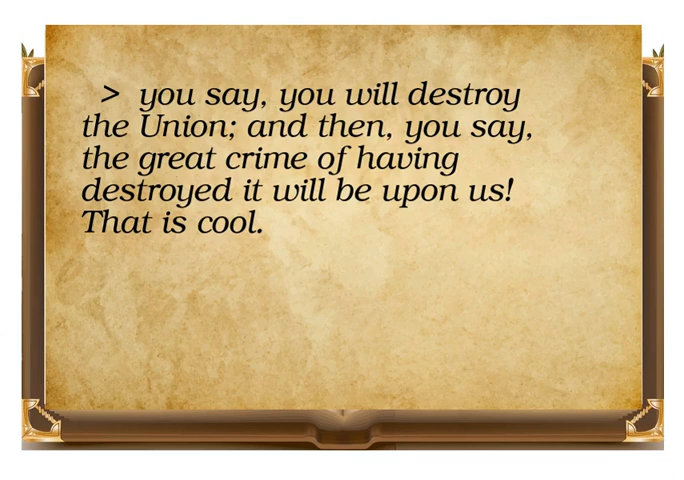 > you say, you will destroy
the Union; and then, you say,
the great crime of having
destroyed it will be upon us!
That is cool.